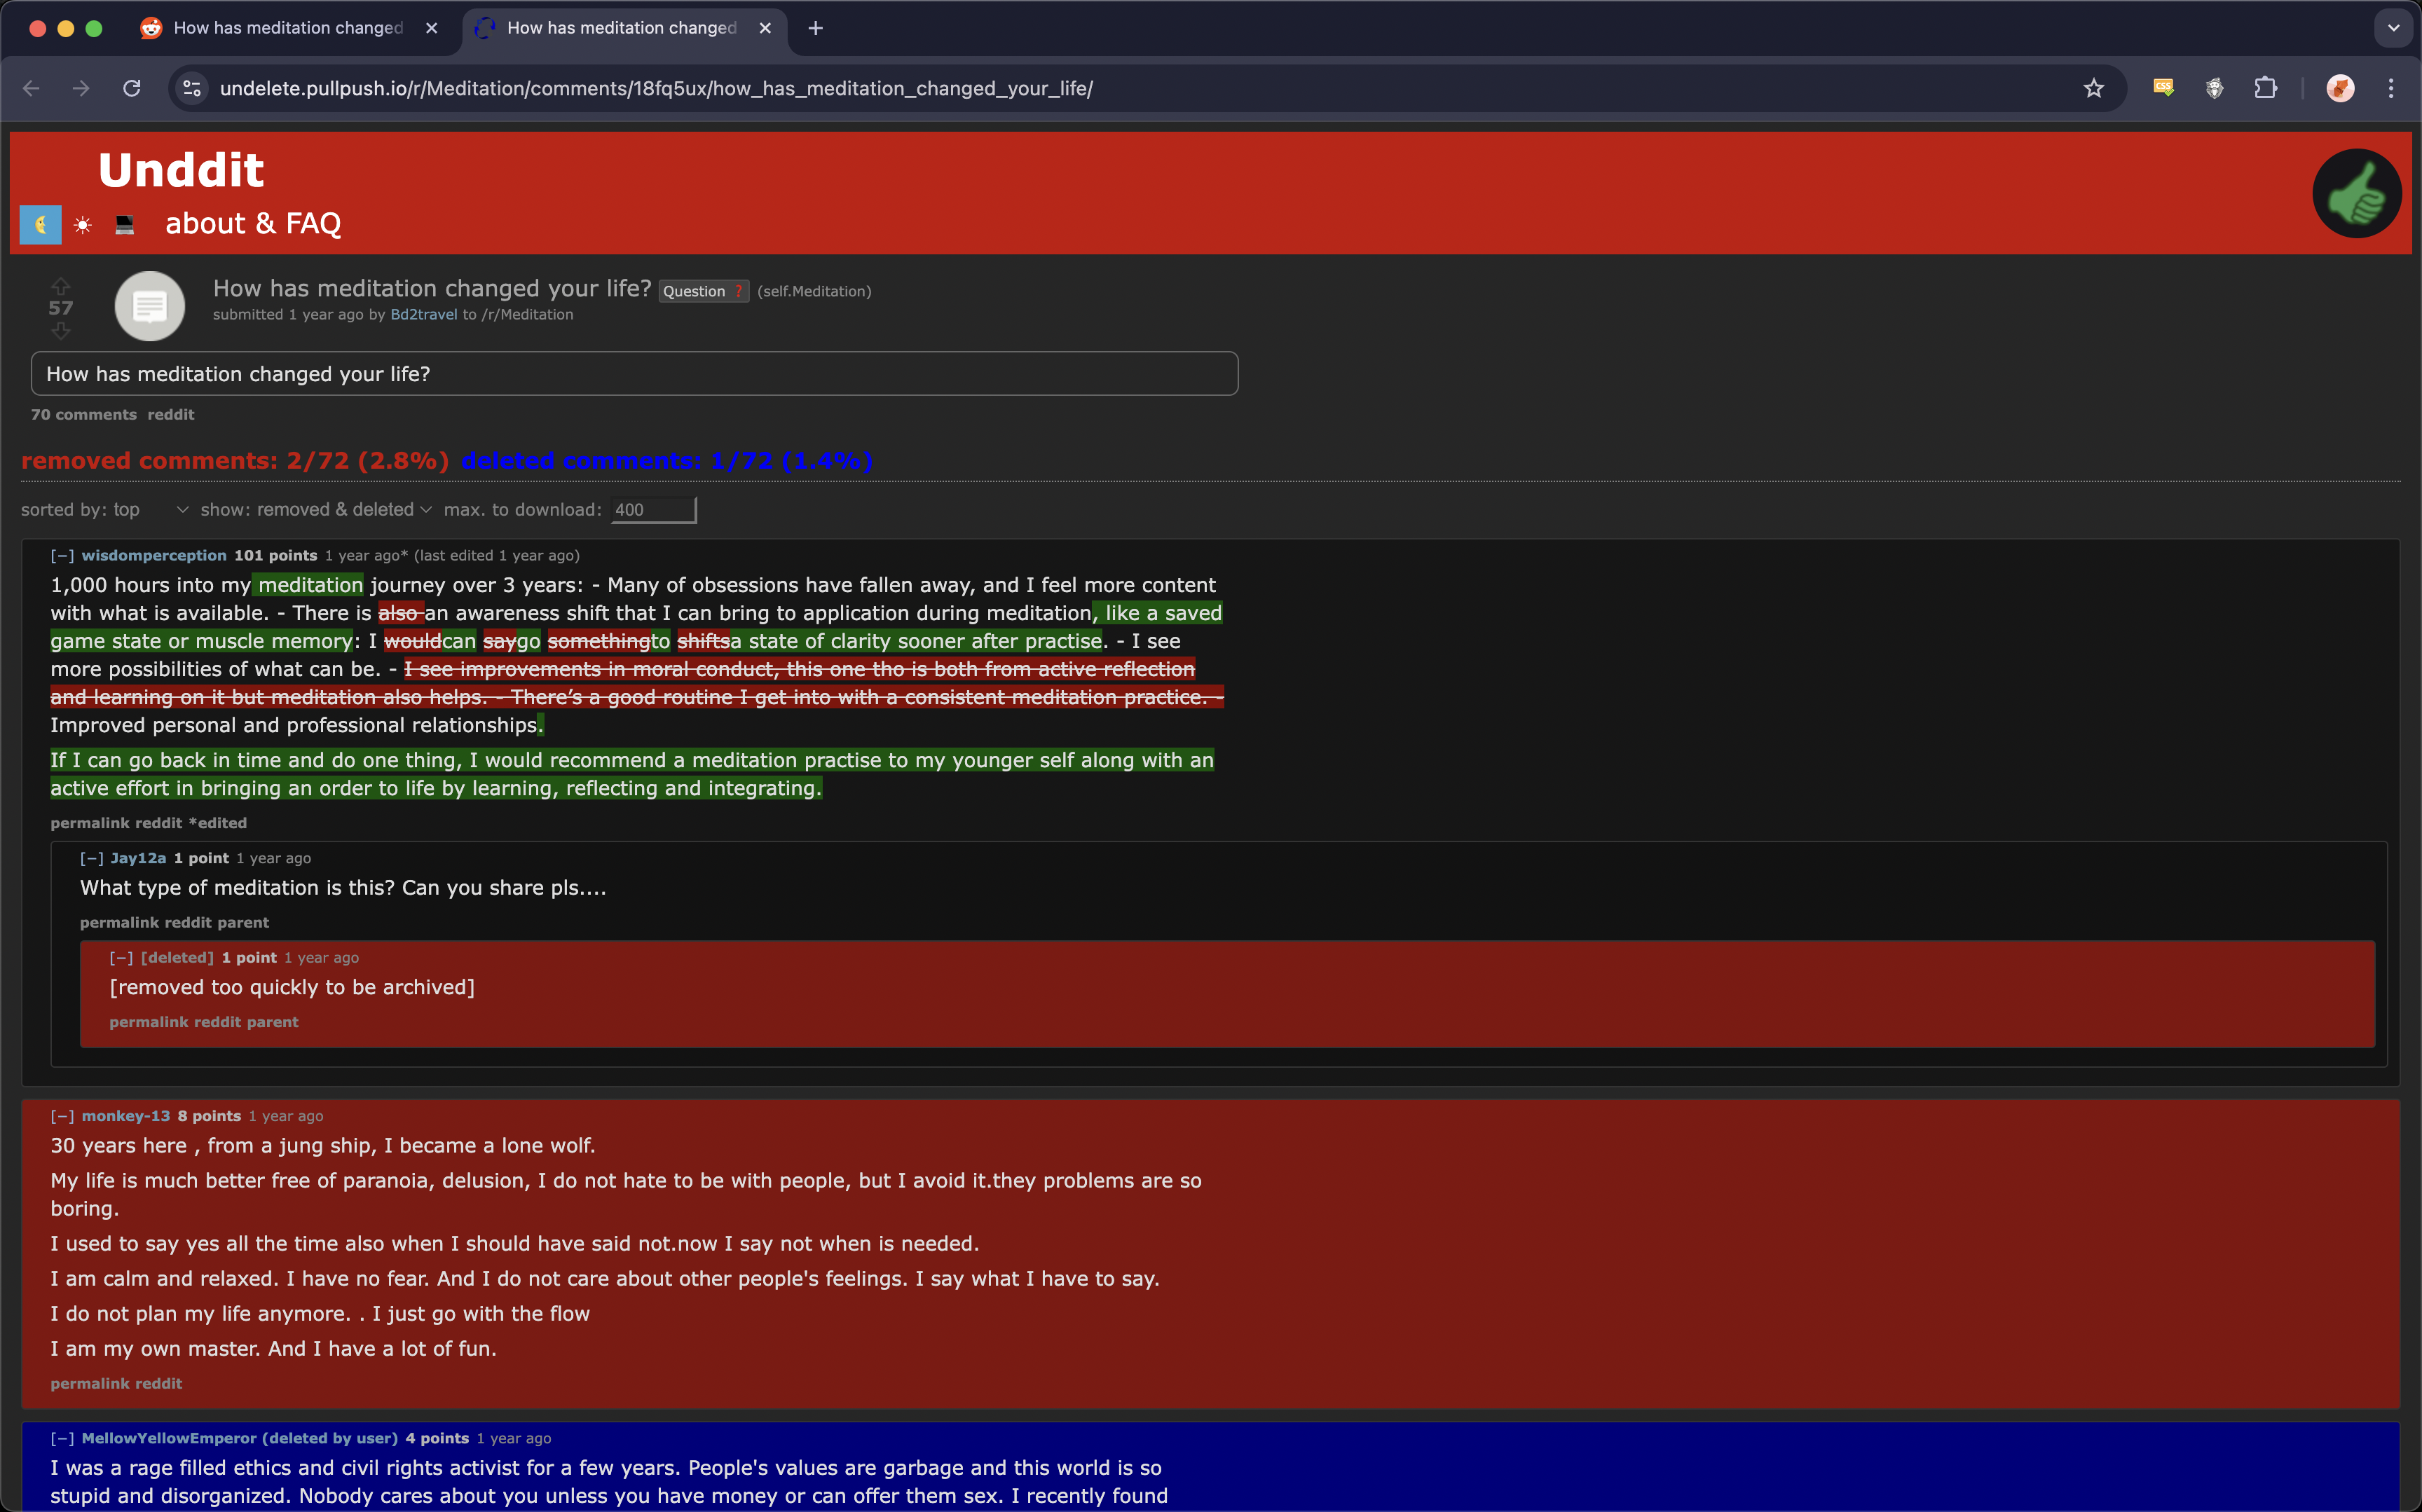 How has meditation changed
How has meditation changed
undelete.pullpush.io/r/Meditation/comments/18fq5ux/how_has_meditation_changed_your_life/
CSS
Unddit
about & FAQ
57
How has meditation changed your life? Question ❓ (self.Meditation)
submitted 1 year ago by Bd2travel to /r/Meditation
How has meditation changed your life?
70 comments reddit
removed comments: 2/72 (2.8%) deleted comments: 1/72 (1.4%)
sorted by: top show: removed & deleted max. to download: 400
[−] wisdomperception 101 points 1 year ago* (last edited 1 year ago)
1,000 hours into my meditation journey over 3 years: - Many of obsessions have fallen away, and I feel more content
with what is available. - There is also an awareness shift that I can bring to application during meditation, like a saved
game state or muscle memory: I wouldcan saygo somethingto shiftsa state of clarity sooner after practise. - I see
more possibilities of what can be. - I see improvements in moral conduct, this one tho is both from active reflection
and learning on it but meditation also helps. - There’s a good routine I get into with a consistent meditation practice. -
Improved personal and professional relationships.
If I can go back in time and do one thing, I would recommend a meditation practise to my younger self along with an
active effort in bringing an order to life by learning, reflecting and integrating.
permalink reddit *edited
[−] Jay12a 1 point 1 year ago
What type of meditation is this? Can you share pls....
permalink reddit parent
[−] [deleted] 1 point 1 year ago
[removed too quickly to be archived]
permalink reddit parent
[−] monkey-13 8 points 1 year ago
30 years here , from a jung ship, I became a lone wolf.
My life is much better free of paranoia, delusion, I do not hate to be with people, but I avoid it.they problems are so
boring.
I used to say yes all the time also when I should have said not.now I say not when is needed.
I am calm and relaxed. I have no fear. And I do not care about other people's feelings. I say what I have to say.
I do not plan my life anymore. . I just go with the flow
I am my own master. And I have a lot of fun.
permalink reddit
[−] MellowYellowEmperor (deleted by user) 4 points 1 year ago
I was a rage filled ethics and civil rights activist for a few years. People's values are garbage and this world is so
stupid and disorganized. Nobody cares about you unless you have money or can offer them sex. I recently found